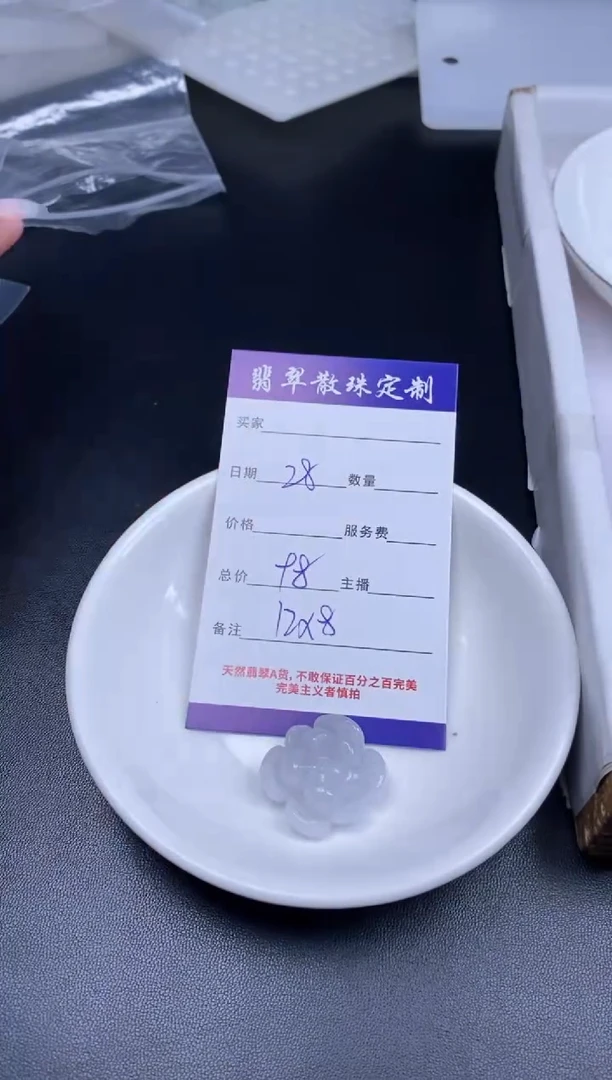 翡翠散珠定制
买家
日期 28 数量
价格 服务费
总价 98 主播
备注 12x8
天然翡翠A货,不敢保证百分之百完美
完美主义者慎拍